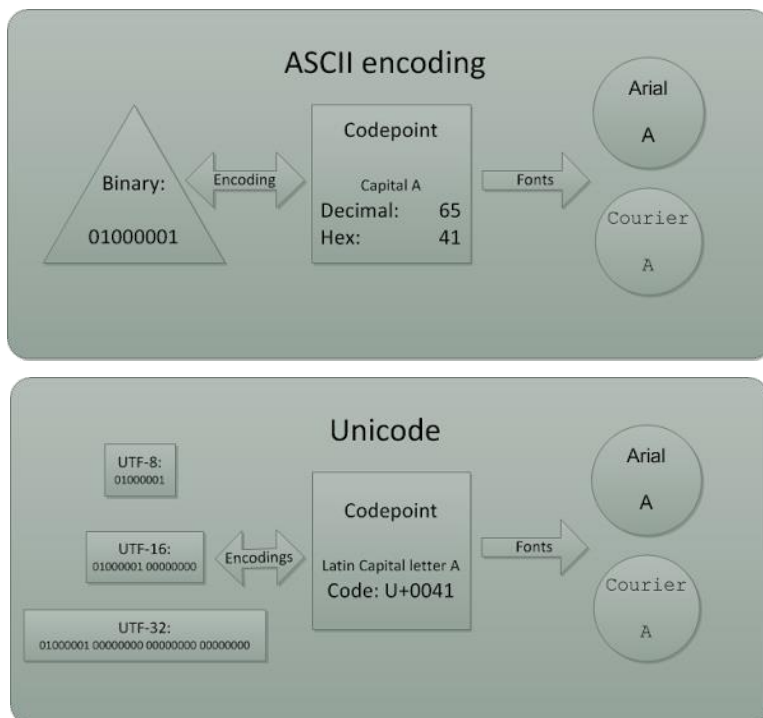 ASCII encoding
Binary:
01000001
Encoding
Codepoint
Capital A
Decimal: 65
Hex: 41
Fonts
Arial
A
Courier
A
Unicode
UTF-8:
01000001
UTF-16:
01000001 00000000
UTF-32:
01000001 00000000 00000000 00000000
Encodings
Codepoint
Latin Capital letter A
Code: U+0041
Fonts
Arial
A
Courier
A